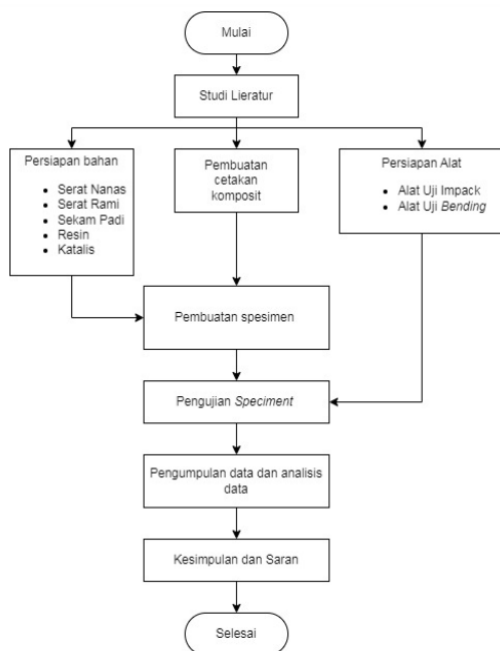 Mulai
Studi Lieratur
Persiapan bahan
• Serat Nanas
• Serat Rami
• Sekam Padi
• Resin
• Katalis
Pembuatan
cetakan
komposit
Persiapan Alat
• Alat Uji Impack
• Alat Uji Bending
Pembuatan spesimen
Pengujian Speciment
Pengumpulan data dan analisis
data
Kesimpulan dan Saran
Selesai